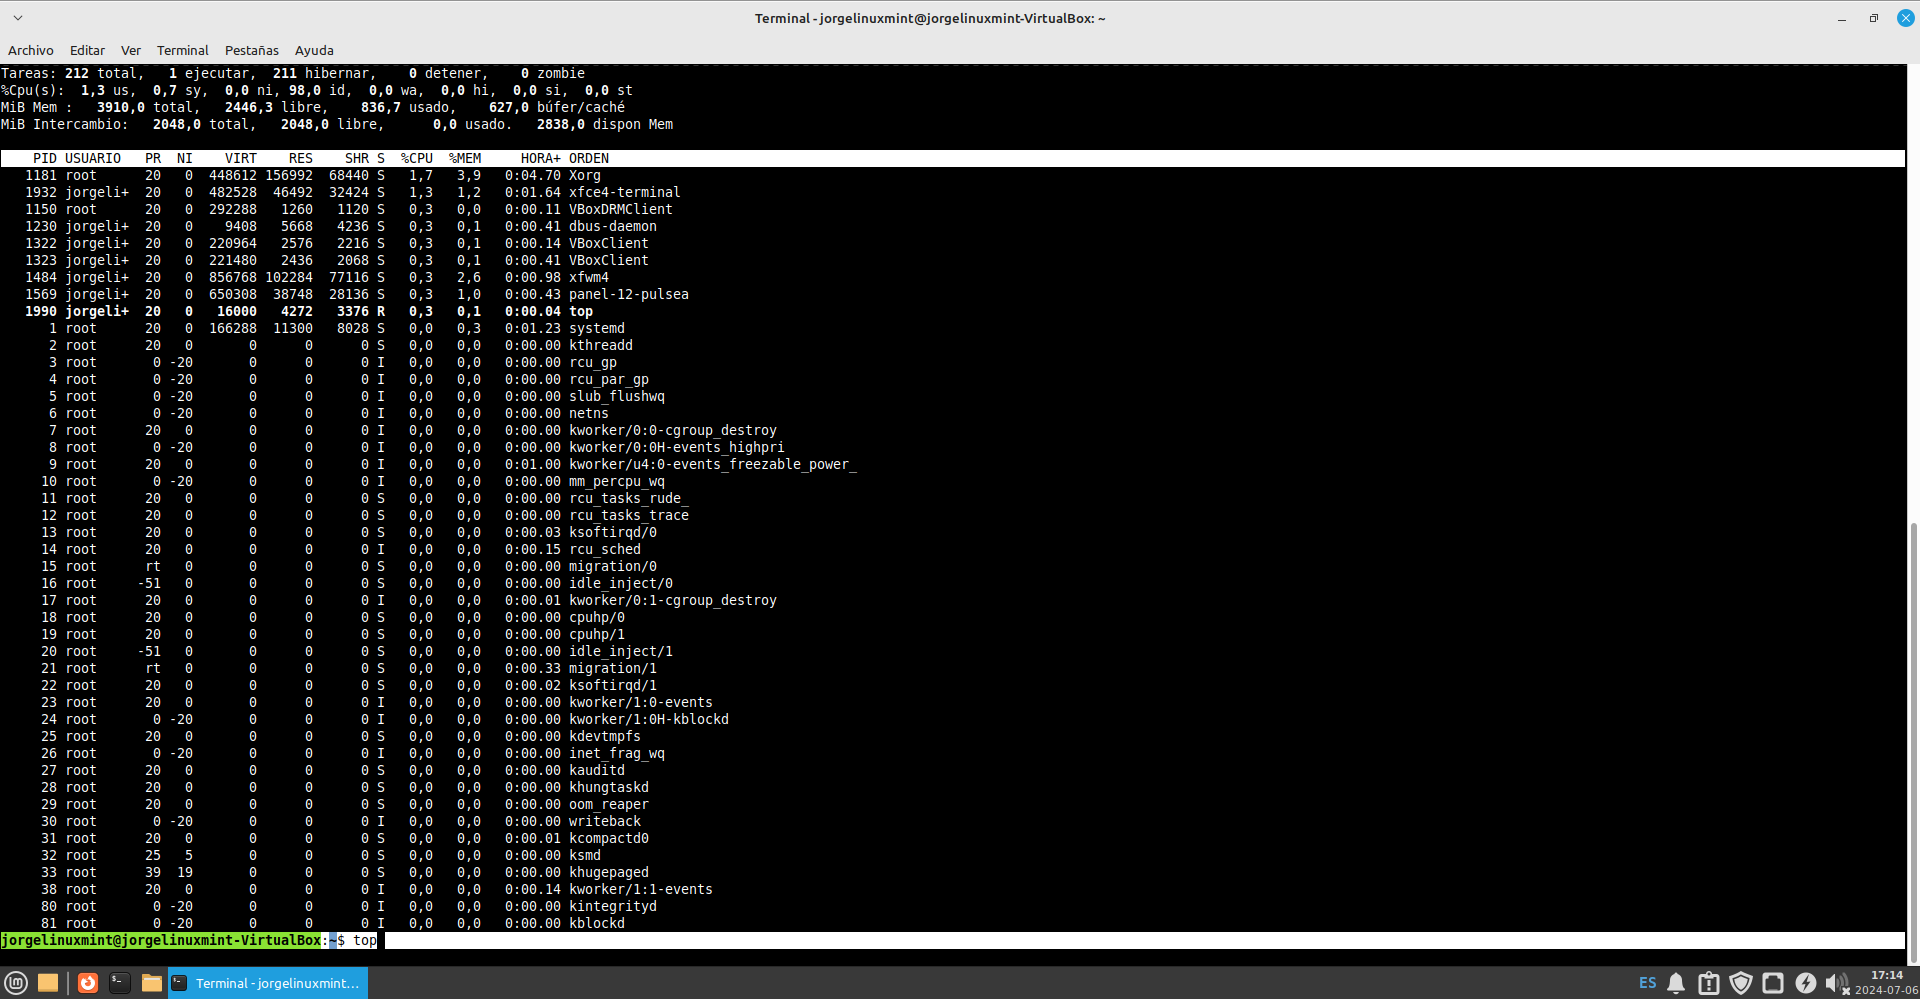 Terminal - jorgelinuxmint@jorgelinuxmint-VirtualBox: ~
Archivo Editar Ver Terminal Pestañas Ayuda
Tareas: 212 total, 1 ejecutar, 211 hibernar, 0 detener, 0 zombie
%Cpu(s): 1,3 us, 0,7 sy, 0,0 ni, 98,0 id, 0,0 wa, 0,0 hi, 0,0 si, 0,0 st
MiB Mem : 3910,0 total, 2446,3 libre, 836,7 usado, 627,0 búfer/caché
MiB Intercambio: 2048,0 total, 2048,0 libre, 0,0 usado. 2838,0 dispon Mem
PID USUARIO PR NI VIRT RES SHR S %CPU %MEM HORA+ ORDEN
1181 root 20 0 448612 156992 68440 S 1,7 3,9 0:04.70 Xorg
1932 jorgeli+ 20 0 482528 46492 32424 S 1,3 1,2 0:01.64 xfce4-terminal
1150 root 20 0 292288 1260 1120 S 0,3 0,0 0:00.11 VBoxDRMClient
1230 jorgeli+ 20 0 9408 5668 4236 S 0,3 0,1 0:00.41 dbus-daemon
1322 jorgeli+ 20 0 220964 2576 2216 S 0,3 0,1 0:00.14 VBoxClient
1323 jorgeli+ 20 0 221480 2436 2068 S 0,3 0,1 0:00.41 VBoxClient
1484 jorgeli+ 20 0 856768 102284 77116 S 0,3 2,6 0:00.98 xfwm4
1569 jorgeli+ 20 0 650308 38748 28136 S 0,3 1,0 0:00.43 panel-12-pulsea
1990 jorgeli+ 20 0 16000 4272 3376 R 0,3 0,1 0:00.04 top
1 root 20 0 166288 11300 8028 S 0,0 0,3 0:01.23 systemd
2 root 20 0 0 0 0 S 0,0 0,0 0:00.00 kthreadd
3 root 0 -20 0 0 0 I 0,0 0,0 0:00.00 rcu_gp
4 root 0 -20 0 0 0 I 0,0 0,0 0:00.00 rcu_par_gp
5 root 0 -20 0 0 0 I 0,0 0,0 0:00.00 slub_flushwq
6 root 0 -20 0 0 0 I 0,0 0,0 0:00.00 netns
7 root 20 0 0 0 0 I 0,0 0,0 0:00.00 kworker/0:0-cgroup_destroy
8 root 0 -20 0 0 0 I 0,0 0,0 0:00.00 kworker/0:0H-events_highpri
9 root 20 0 0 0 0 I 0,0 0,0 0:01.00 kworker/u4:0-events_freezable_power_
10 root 0 -20 0 0 0 I 0,0 0,0 0:00.00 mm_percpu_wq
11 root 20 0 0 0 0 S 0,0 0,0 0:00.00 rcu_tasks_rude_
12 root 20 0 0 0 0 S 0,0 0,0 0:00.00 rcu_tasks_trace
13 root 20 0 0 0 0 S 0,0 0,0 0:00.03 ksoftirqd/0
14 root 20 0 0 0 0 I 0,0 0,0 0:00.15 rcu_sched
15 root rt 0 0 0 0 S 0,0 0,0 0:00.00 migration/0
16 root -51 0 0 0 0 S 0,0 0,0 0:00.00 idle_inject/0
17 root 20 0 0 0 0 I 0,0 0,0 0:00.01 kworker/0:1-cgroup_destroy
18 root 20 0 0 0 0 S 0,0 0,0 0:00.00 cpuhp/0
19 root 20 0 0 0 0 S 0,0 0,0 0:00.00 cpuhp/1
20 root -51 0 0 0 0 S 0,0 0,0 0:00.00 idle_inject/1
21 root rt 0 0 0 0 S 0,0 0,0 0:00.33 migration/1
22 root 20 0 0 0 0 S 0,0 0,0 0:00.02 ksoftirqd/1
23 root 20 0 0 0 0 I 0,0 0,0 0:00.00 kworker/1:0-events
24 root 0 -20 0 0 0 I 0,0 0,0 0:00.00 kworker/1:0H-kblockd
25 root 20 0 0 0 0 S 0,0 0,0 0:00.00 kdevtmpfs
26 root 0 -20 0 0 0 I 0,0 0,0 0:00.00 inet_frag_wq
27 root 20 0 0 0 0 S 0,0 0,0 0:00.00 kauditd
28 root 20 0 0 0 0 S 0,0 0,0 0:00.00 khungtaskd
29 root 20 0 0 0 0 S 0,0 0,0 0:00.00 oom_reaper
30 root 0 -20 0 0 0 I 0,0 0,0 0:00.00 writeback
31 root 20 0 0 0 0 S 0,0 0,0 0:00.01 kcompactd0
32 root 25 5 0 0 0 S 0,0 0,0 0:00.00 ksmd
33 root 39 19 0 0 0 S 0,0 0,0 0:00.00 khugepaged
38 root 20 0 0 0 0 I 0,0 0,0 0:00.14 kworker/1:1-events
80 root 0 -20 0 0 0 I 0,0 0,0 0:00.00 kintegrityd
81 root 0 -20 0 0 0 I 0,0 0,0 0:00.00 kblockd
jorgelinuxmint@jorgelinuxmint-VirtualBox:~$ top
Terminal - jorgelinuxmint...
ES
17:14
2024-07-06